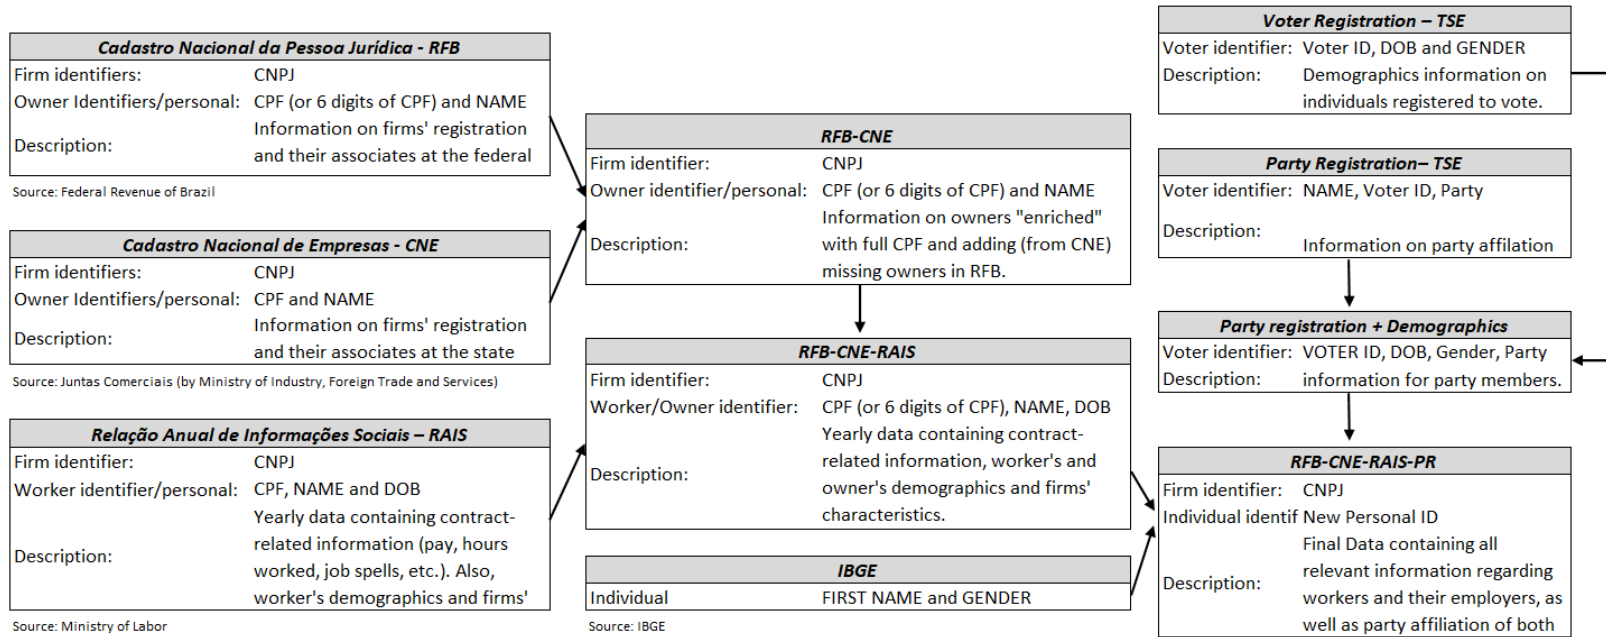 Cadastro Nacional da Pessoa Jurídica - RFB
Firm identifiers: CNPJ
Owner Identifiers/personal: CPF (or 6 digits of CPF) and NAME
Description: Information on firms' registration
and their associates at the federal
Source: Federal Revenue of Brazil
Cadastro Nacional de Empresas - CNE
Firm identifiers: CNPJ
Owner Identifiers/personal: CPF and NAME
Description: Information on firms' registration
and their associates at the state
Source: Juntas Comerciais (by Ministry of Industry, Foreign Trade and Services)
Relação Anual de Informações Sociais – RAIS
Firm identifier: CNPJ
Worker identifier/personal: CPF, NAME and DOB
Description: Yearly data containing contract-
related information (pay, hours
worked, job spells, etc.). Also,
worker's demographics and firms'
Source: Ministry of Labor
RFB-CNE
Firm identifier: CNPJ
Owner identifier/personal: CPF (or 6 digits of CPF) and NAME
Description: Information on owners "enriched"
with full CPF and adding (from CNE)
missing owners in RFB.
RFB-CNE-RAIS
Firm identifier: CNPJ
Worker/Owner identifier: CPF (or 6 digits of CPF), NAME, DOB
Description: Yearly data containing contract-
related information, worker's and
owner's demographics and firms'
characteristics.
IBGE
Individual FIRST NAME and GENDER
Source: IBGE
Voter Registration – TSE
Voter identifier: Voter ID, DOB and GENDER
Description: Demographics information on
individuals registered to vote.
Party Registration– TSE
Voter identifier: NAME, Voter ID, Party
Description: Information on party affilation
Party registration + Demographics
Voter identifier: VOTER ID, DOB, Gender, Party
Description: information for party members.
RFB-CNE-RAIS-PR
Firm identifier: CNPJ
Individual identif New Personal ID
Description: Final Data containing all
relevant information regarding
workers and their employers, as
well as party affiliation of both